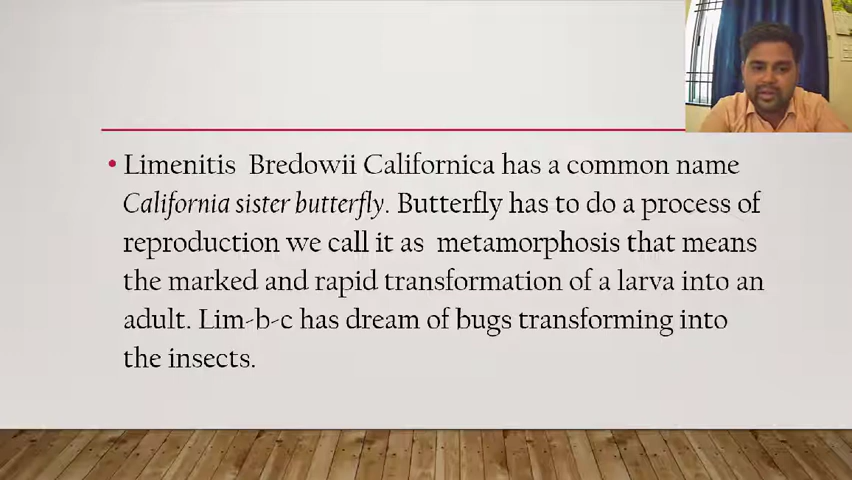 • Limenitis Bredowii Californica has a common name
California sister butterfly. Butterfly has to do a process of
reproduction we call it as metamorphosis that means
the marked and rapid transformation of a larva into an
adult. Lim-b-c has dream of bugs transforming into
the insects.